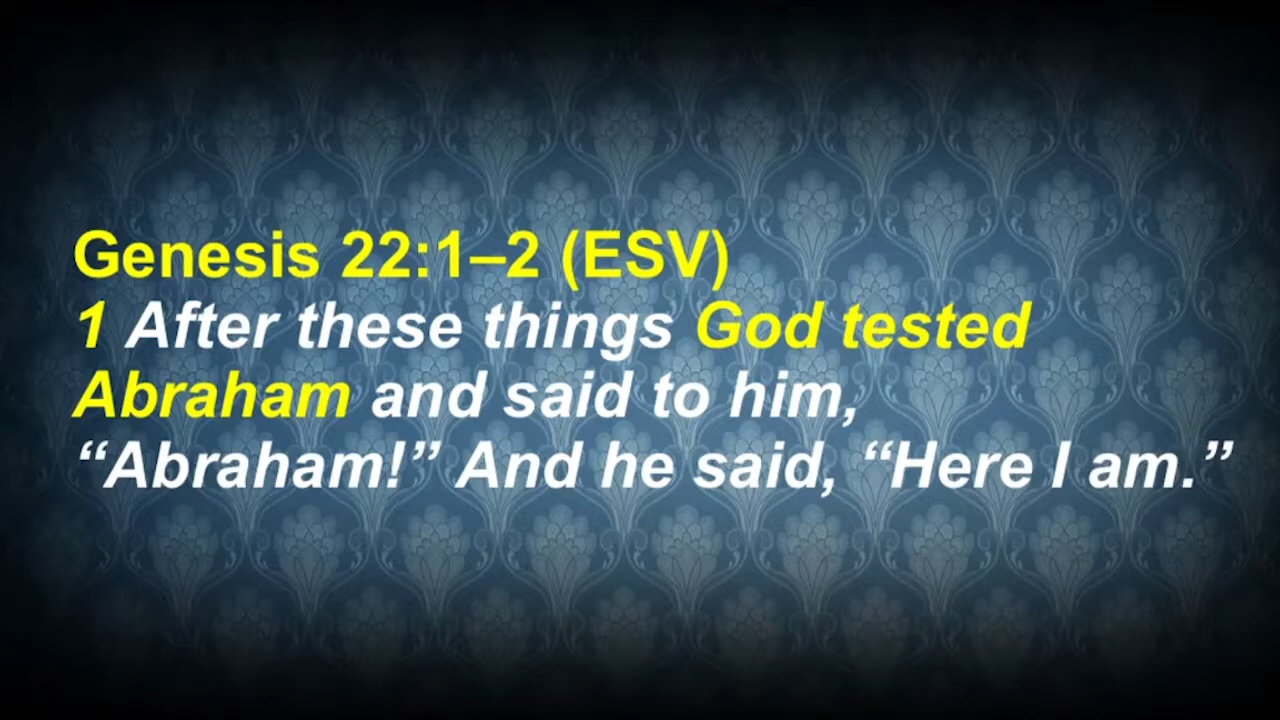 Genesis 22:1–2 (ESV)
1 After these things God tested
Abraham and said to him,
“Abraham!” And he said, “Here I am.”